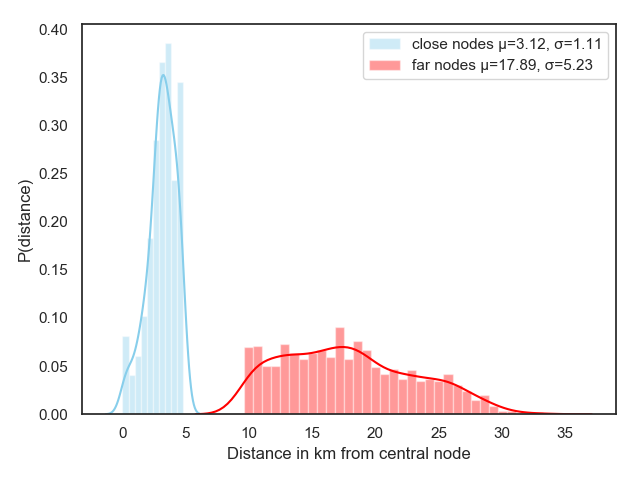 close nodes μ=3.12, σ=1.11
far nodes μ=17.89, σ=5.23
P(distance)
0.40
0.35
0.30
0.25
0.20
0.15
0.10
0.05
0.00
0 5 10 15 20 25 30 35
Distance in km from central node